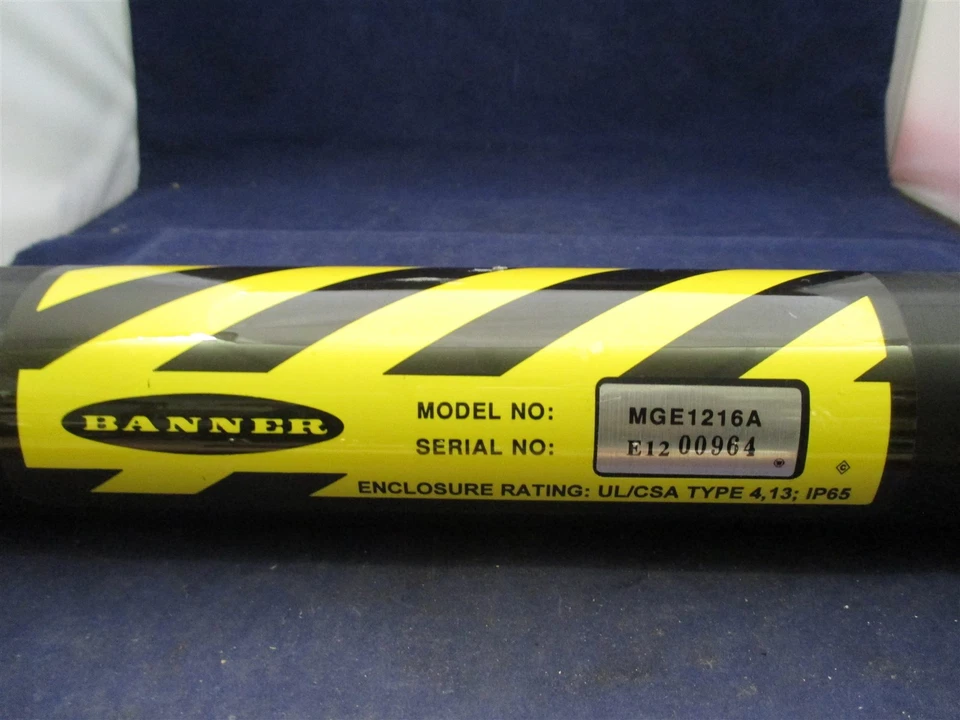 BANNER
MODEL NO: MGE1216A
SERIAL NO: E12 00964
ENCLOSURE RATING: UL/CSA TYPE 4,13; IP65